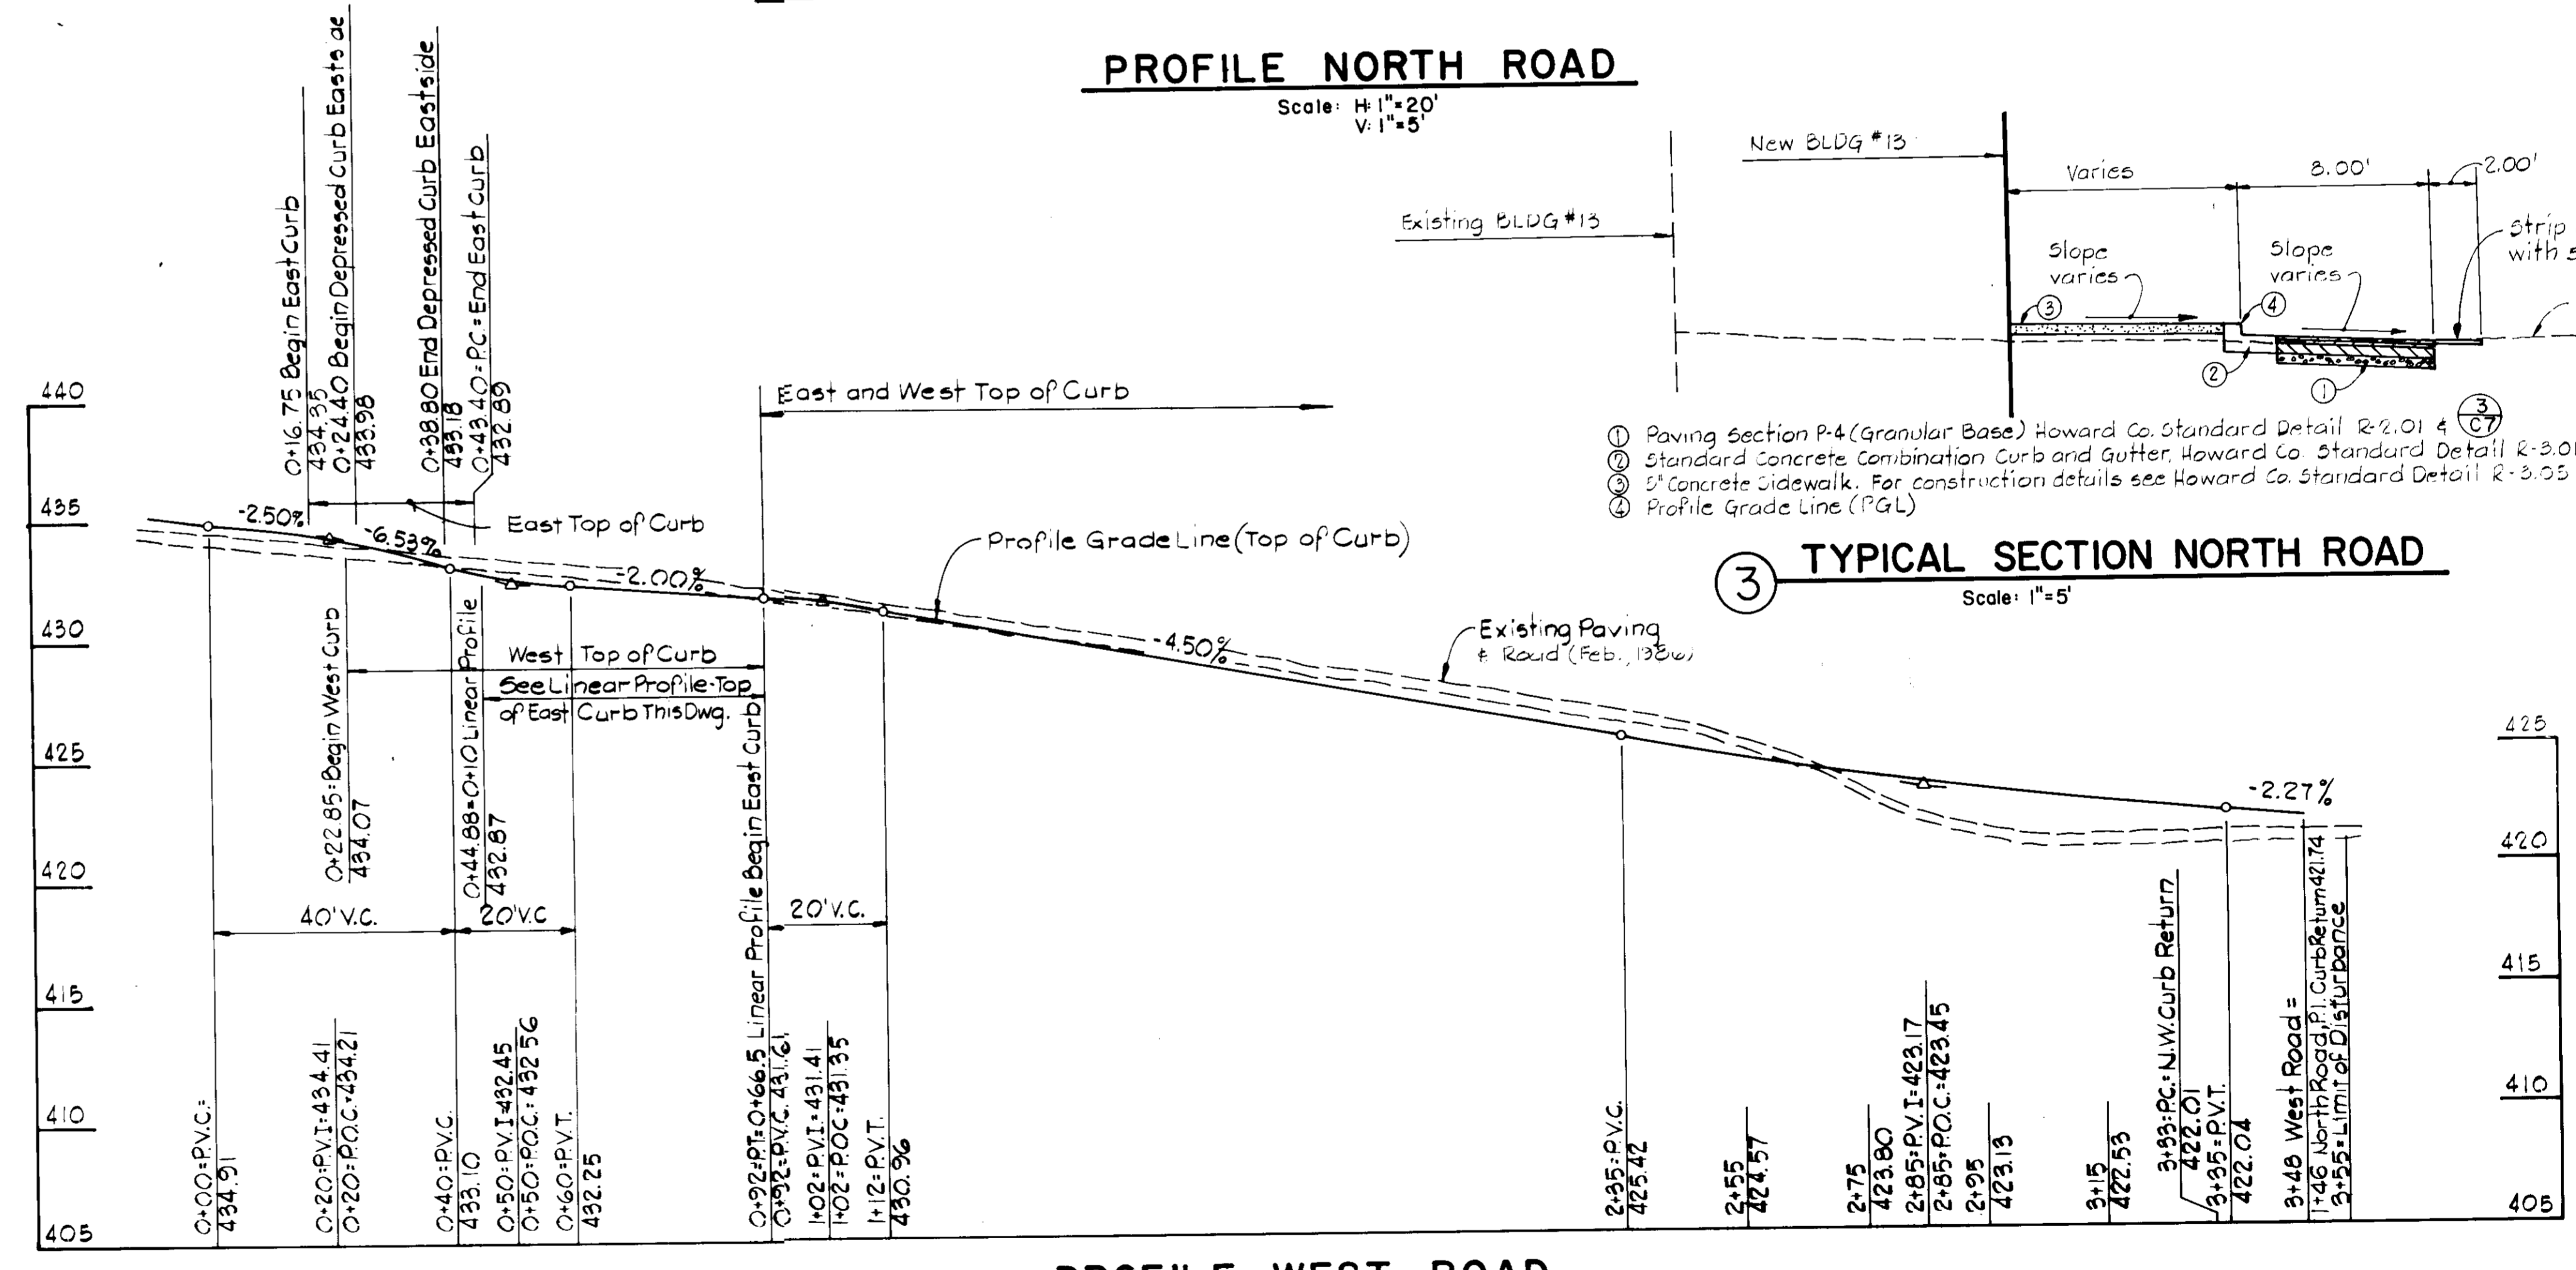 PROFILE NORTH ROAD
Scale: H: 1"=20'
V: 1"=5'
New BLDG #13
Existing BLDG #13
Varies
8.00'
2.00'
Strip
with
Slope
varies
Slope
varies
3
4
2
1
1 Paving Section P-4 (Granular Base) Howard Co. Standard Detail R-2.01 & 3
C7
2 Standard Concrete Combination Curb and Gutter, Howard Co. Standard Detail R-3.01
3 5" Concrete Sidewalk. For construction details see Howard Co. Standard Detail R-3.05
4 Profile Grade Line (PGL)
3 TYPICAL SECTION NORTH ROAD
Scale: 1"=5'
0+16.75 Begin East Curb
434.35
0+24.40 Begin Depressed Curb Easts de
433.98
0+38.80 End Depressed Curb Eastside
433.18
0+43.40=P.C.=End East Curb
432.89
East and West Top of Curb
East Top of Curb
-2.50%
-6.53%
-2.00%
Profile Grade Line (Top of Curb)
-4.50%
Existing Paving
& Road (Feb., 1986)
-2.27%
West Top of Curb
See Linear Profile-Top
of East Curb This Dwg.
0+22.85=Begin West Curb
434.07
0+44.88=0+10 Linear Profile
432.87
40' V.C.
20' V.C
20' V.C.
440
435
430
425
420
415
410
405
425
420
415
410
405
0+00=P.V.C.=
434.91
0+20=P.V.I=434.41
0+20=P.O.C.=434.21
0+40=P.V.C.
433.10
0+50=P.V.I=432.45
0+50=P.O.C.=432 56
0+60=P.V.T.
432.25
0+92=P.T.=0+66.5 Linear Profile Begin East Curb
0+92=P.V.C. 431.61
1+02=P.V.I.=431.41
1+02=P.O.C=431.35
1+12=P.V.T.
430.96
2+35=P.V.C.
425.42
2+55
424.57
2+75
423.80
2+85=P.V.I=423.17
2+85=P.O.C.=423.45
2+95
423.13
3+15
422.53
3+33=P.C.=N.W. Curb Return
422.01
3+35=P.V.T.
422.04
3+48 West Road =
1+46 North Road, P.I. Curb Return 421.74
3+55=Limit of Disturbance
PROFILE WEST ROAD